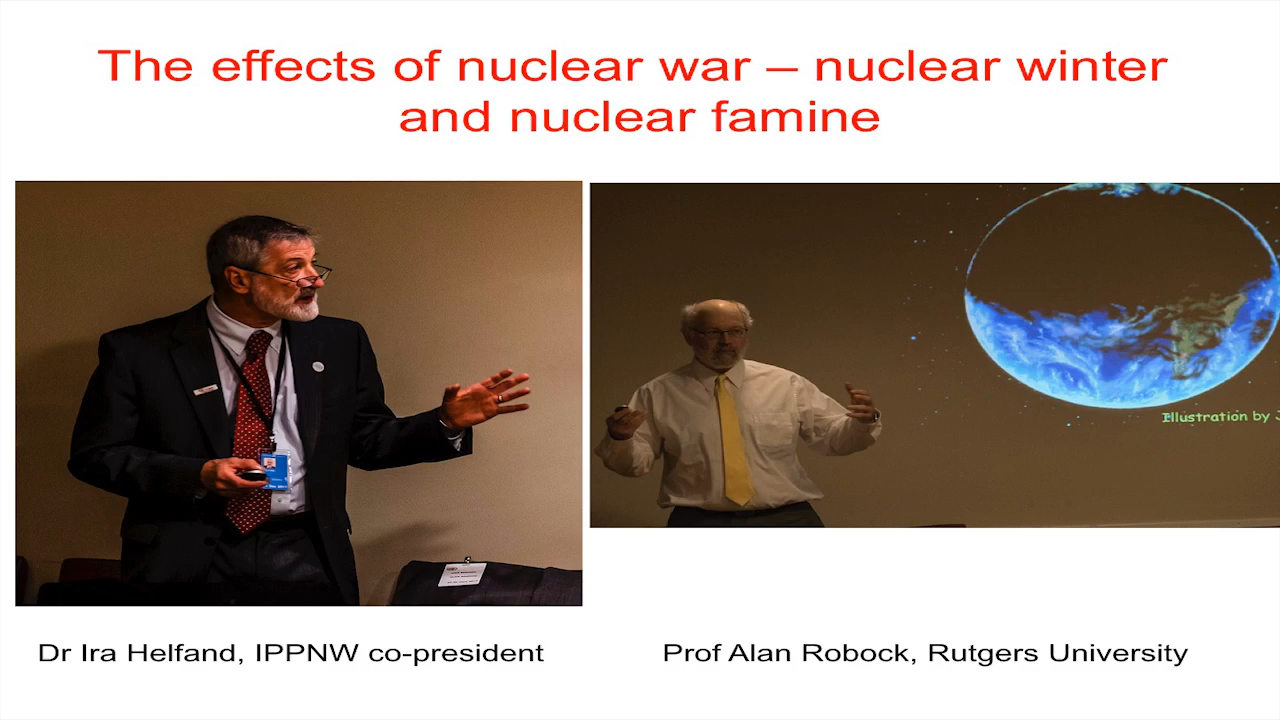 The effects of nuclear war – nuclear winter
and nuclear famine
Illustration by
Dr Ira Helfand, IPPNW co-president
Prof Alan Robock, Rutgers University